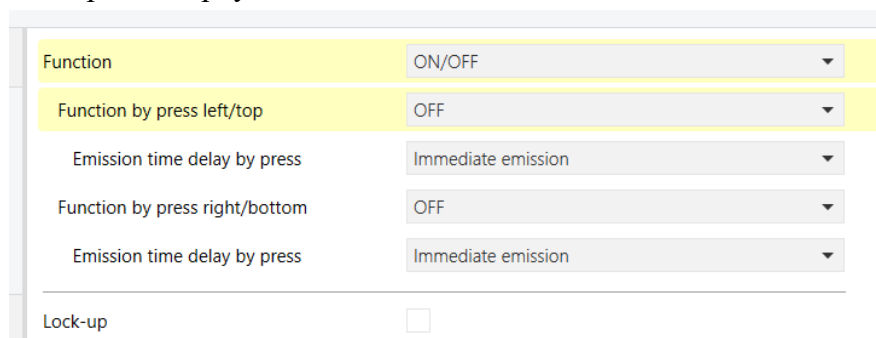 Function ON/OFF
Function by press left/top OFF
Emission time delay by press Immediate emission
Function by press right/bottom OFF
Emission time delay by press Immediate emission
Lock-up